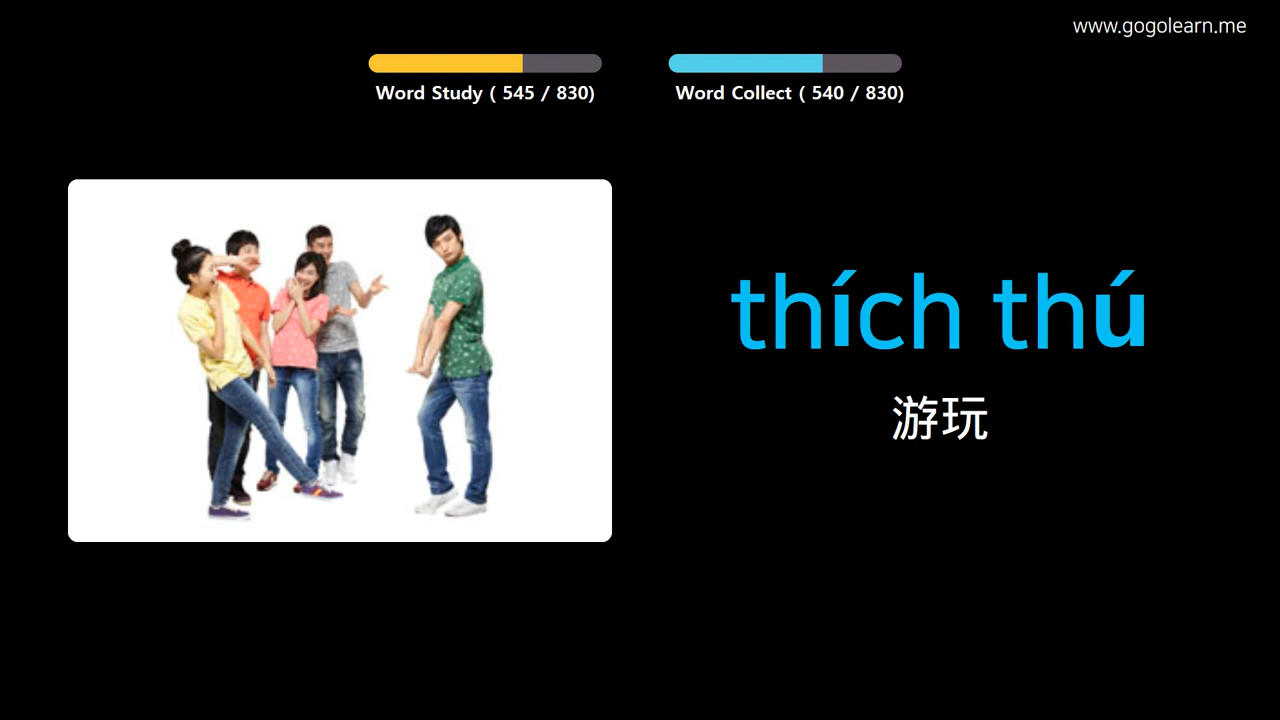 www.gogolearn.me
Word Study ( 545 / 830)
Word Collect ( 540 / 830)
thích thú
游玩